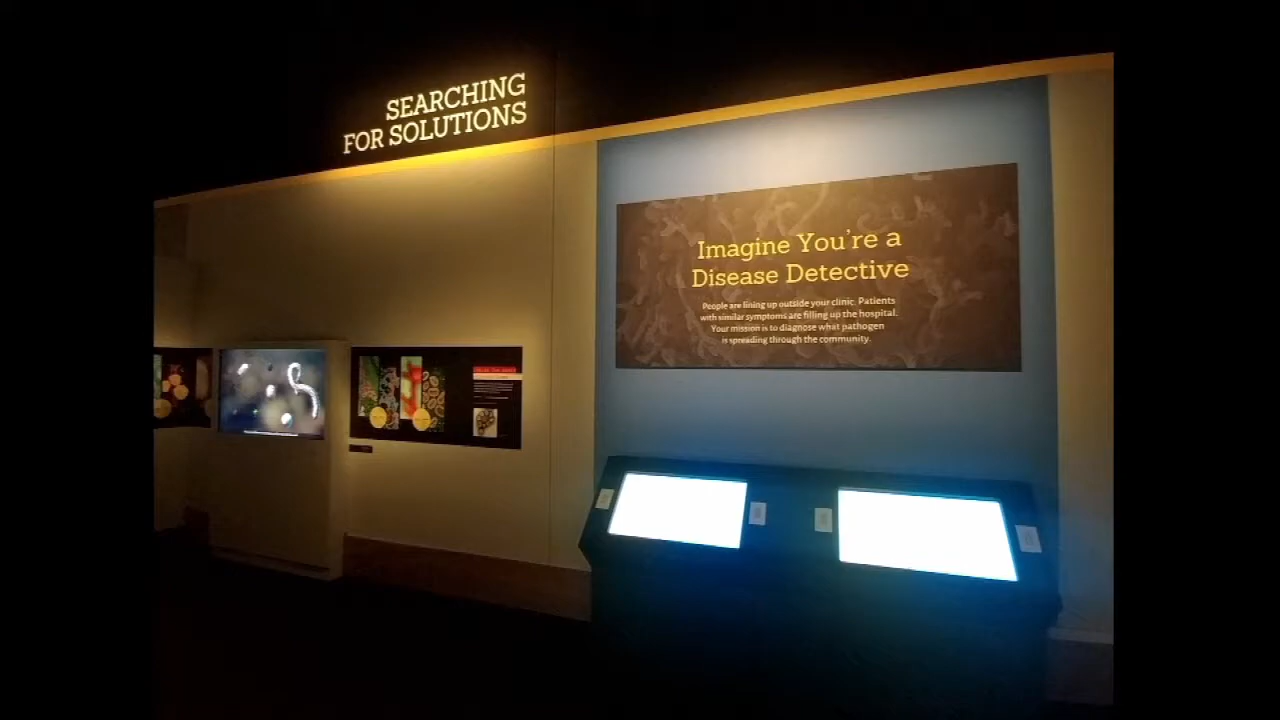 SEARCHING
FOR SOLUTIONS
Imagine You're a
Disease Detective
People are lining up outside your clinic. Patients
with similar symptoms are filling up the hospital.
Your mission is to diagnose what pathogen
is spreading through the community.